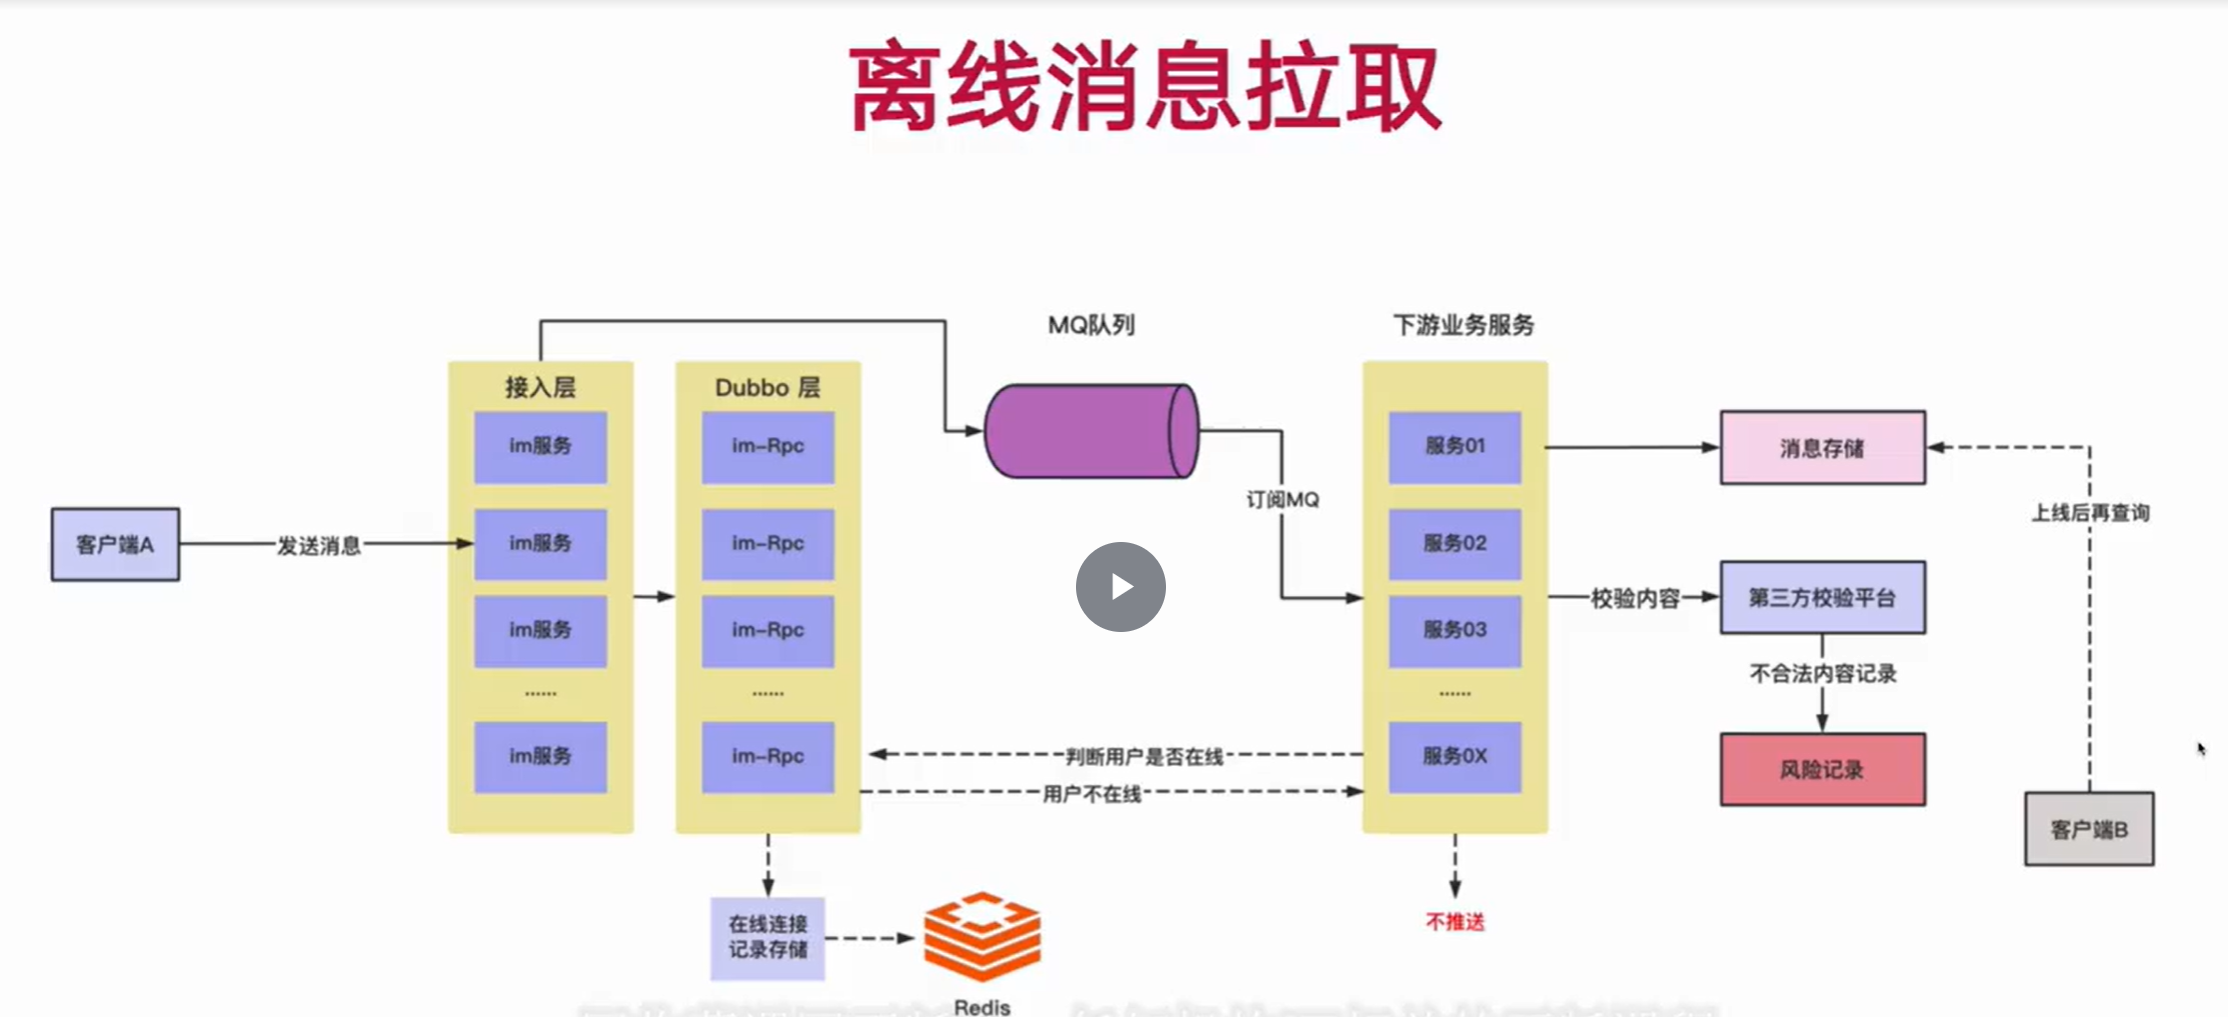 离线消息拉取
MQ队列
下游业务服务
接入层
Dubbo 层
im服务
im-Rpc
服务01
消息存储
订阅MQ
上线后再查询
客户端A
发送消息
im服务
im-Rpc
服务02
im服务
im-Rpc
服务03
校验内容
第三方校验平台
不合法内容记录
......
......
......
im服务
im-Rpc
判断用户是否在线
用户不在线
服务0X
风险记录
客户端B
在线连接
记录存储
不推送
Redis